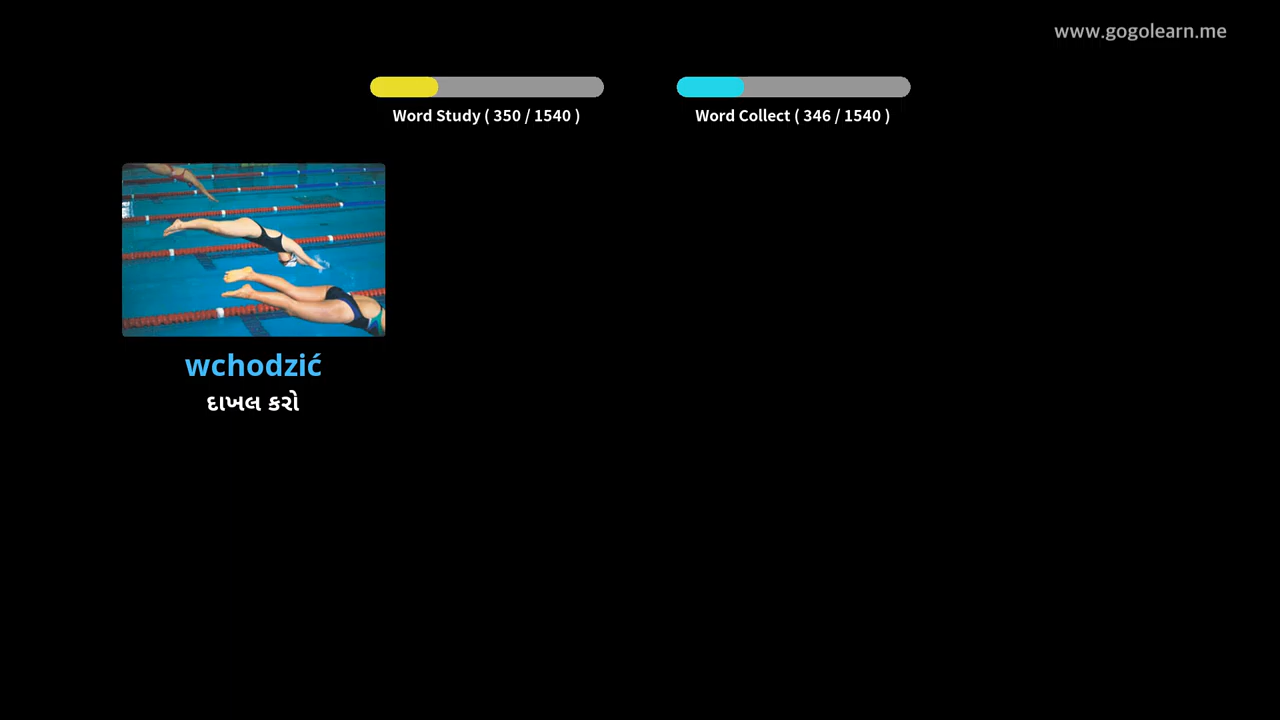 www.gogolearn.me
Word Study ( 350 / 1540 )
Word Collect ( 346 / 1540 )
wchodzić
દાખલ કરો